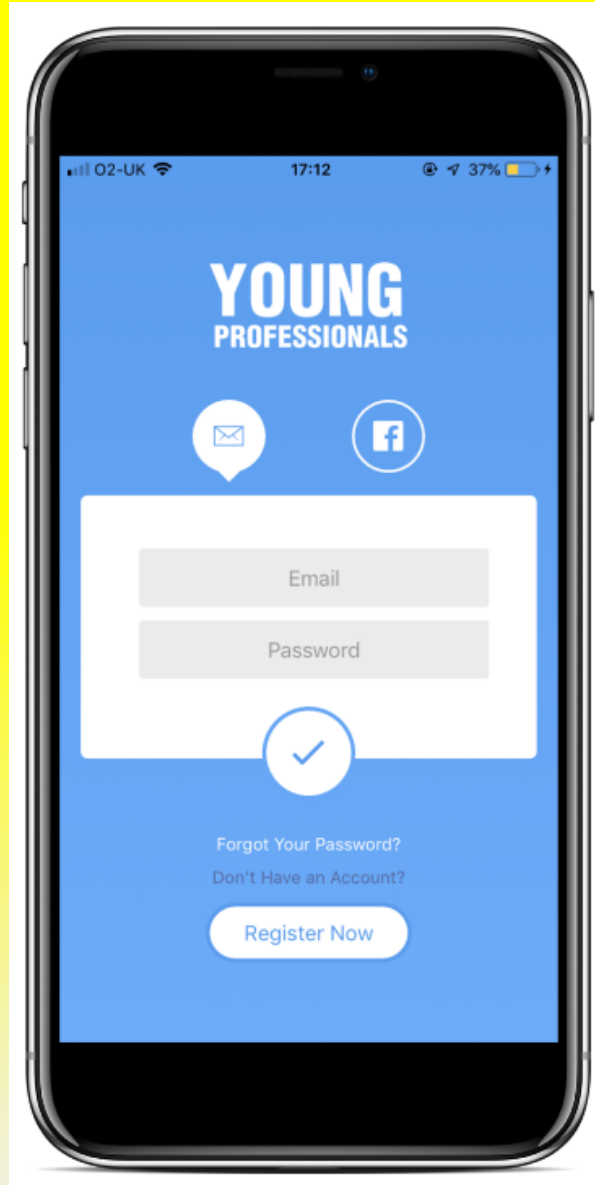 O2-UK 17:12 37%
YOUNG
PROFESSIONALS
Email
Password
Forgot Your Password?
Don't Have an Account?
Register Now